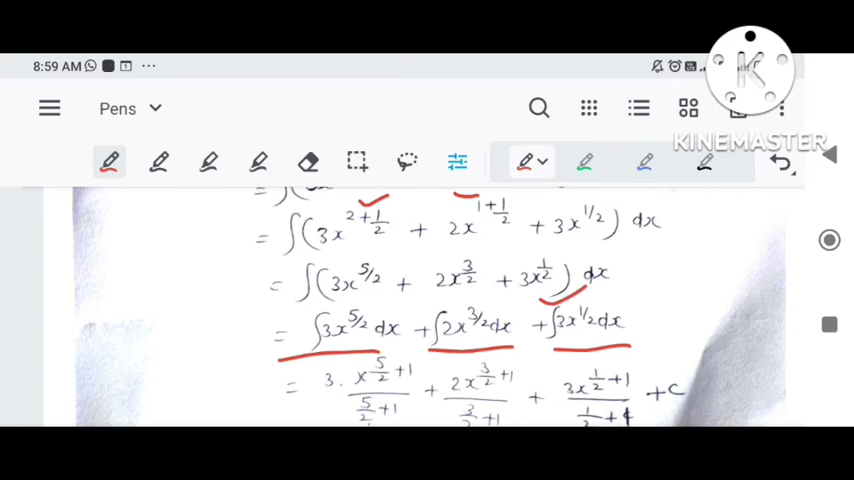 8:59 AM
K
Pens
KINEMASTER
= ∫(3x
= ∫(3x^{2+1/2} + 2x^{1+1/2} + 3x^{1/2}) dx
= ∫(3x^{5/2} + 2x^{3/2} + 3x^{1/2}) dx
= ∫3x^{5/2} dx + ∫2x^{3/2} dx + ∫3x^{1/2} dx
= 3. x^{5/2 +1} / (5/2 +1) + 2x^{3/2 +1} / (3/2 +1) + 3x^{1/2 +1} / (1/2 +1) + C